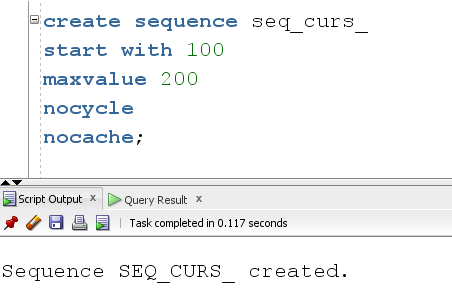 create sequence seq_curs_
start with 100
maxvalue 200
nocycle
nocache;
Script Output x Query Result x
Task completed in 0.117 seconds
Sequence SEQ_CURS_ created.